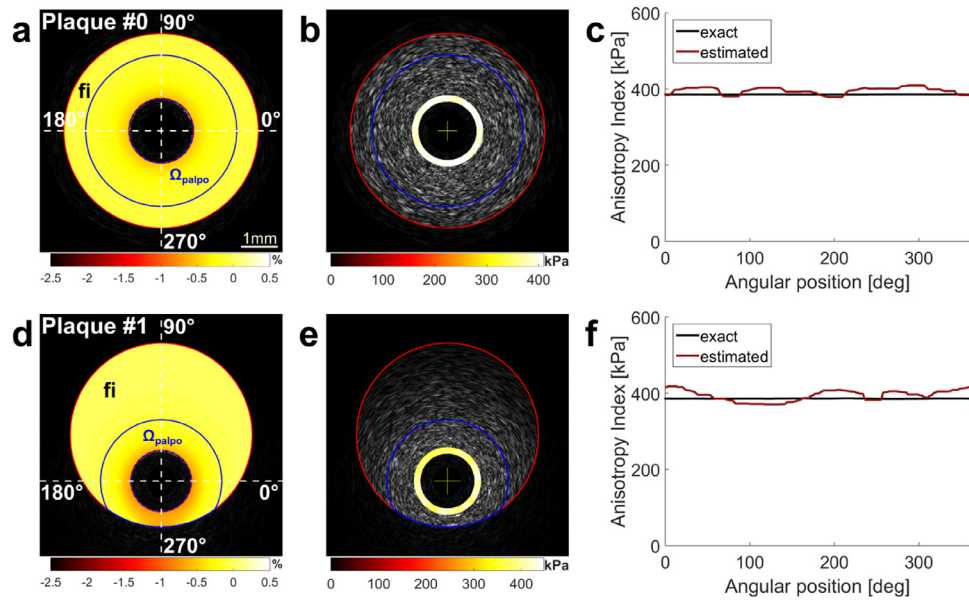 a Plaque #0 90°
fi
180° 0°
Ωpalpo
270° 1mm
%
-2.5 -2 -1.5 -1 -0.5 0 0.5
b
kPa
0 100 200 300 400
c
exact
estimated
Anisotropy Index [kPa]
600
400
200
0
0 100 200 300
Angular position [deg]
d Plaque #1 90°
fi
Ωpalpo
180° 0°
270°
%
-2.5 -2 -1.5 -1 -0.5 0 0.5
e
kPa
0 100 200 300 400
f
exact
estimated
Anisotropy Index [kPa]
600
400
200
0
0 100 200 300
Angular position [deg]